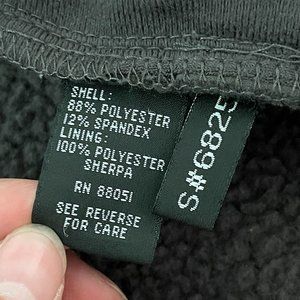 SHELL:
88% POLYESTER
12% SPANDEX
LINING:
100% POLYESTER
SHERPA
RN 88051
SEE REVERSE
FOR CARE
S#6825